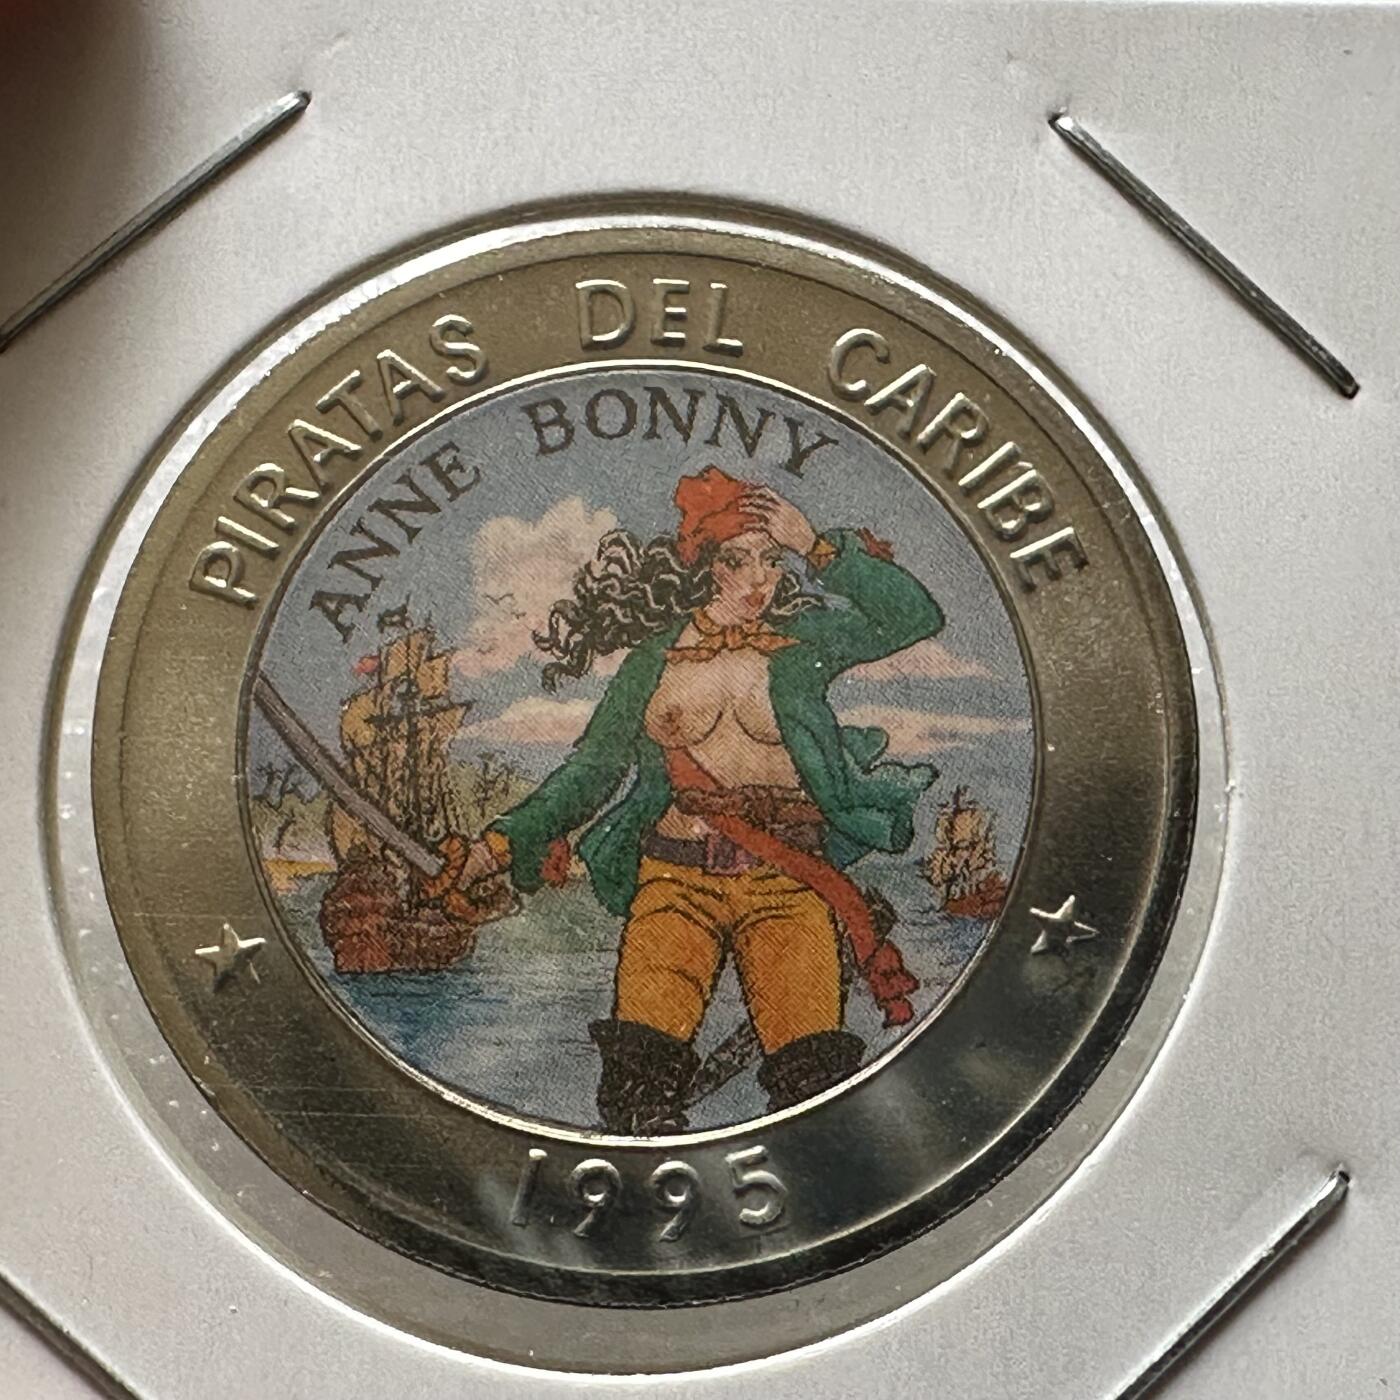 PIRATAS DEL CARIBE
ANNE BONNY
1995